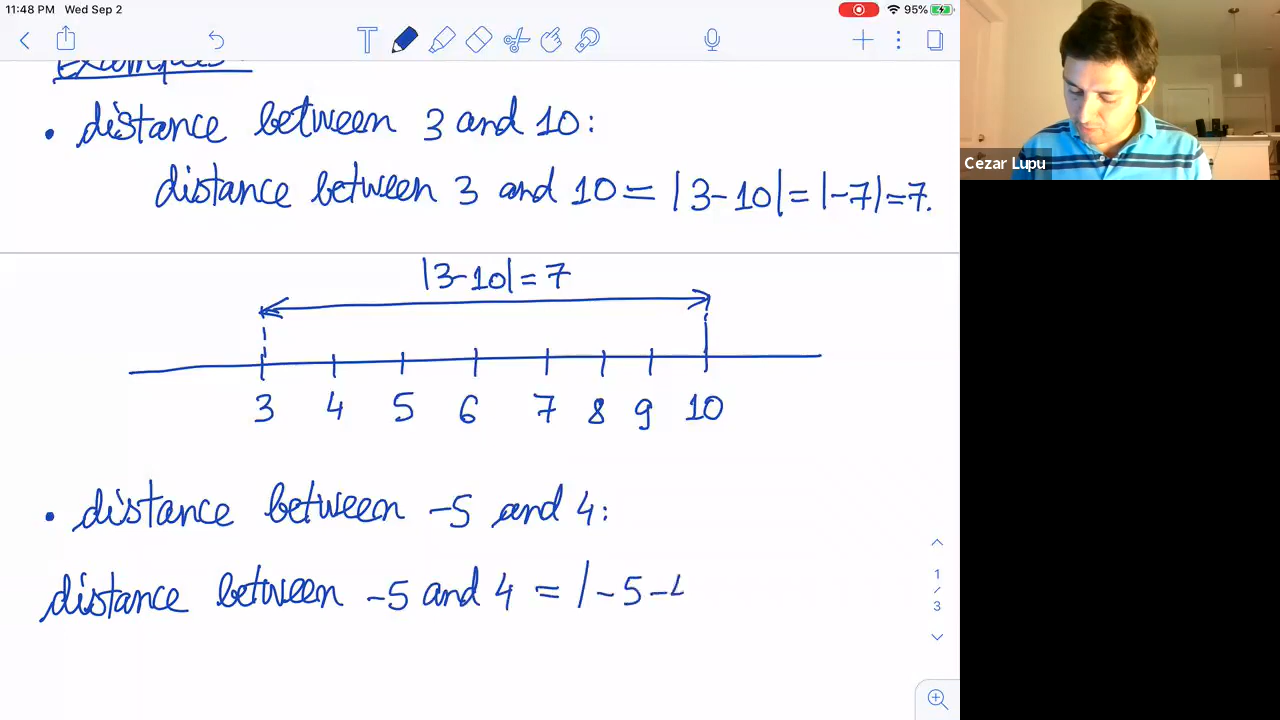 11:48 PM Wed Sep 2
95%
Examples
• distance between 3 and 10:
distance between 3 and 10 = |3-10| = |-7| = 7.
|3-10| = 7
3 4 5 6 7 8 9 10
• distance between -5 and 4:
distance between -5 and 4 = |-5-4
1
/
3
Cezar Lupu
T